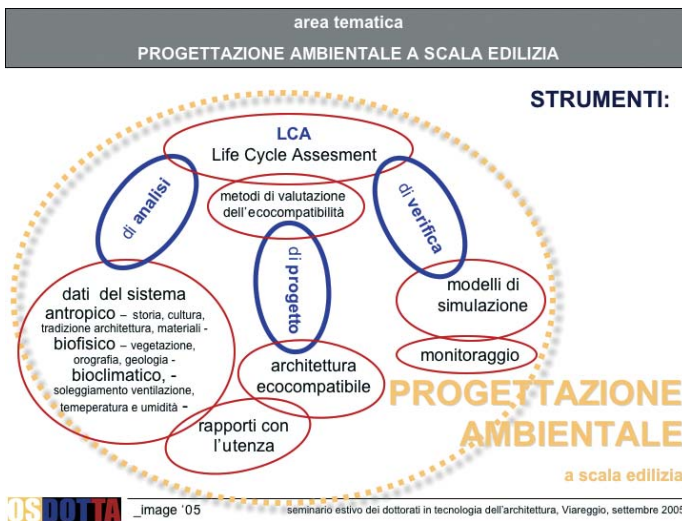 area tematica
PROGETTAZIONE AMBIENTALE A SCALA EDILIZIA
STRUMENTI:
LCA
Life Cycle Assesment
di analisi
metodi di valutazione
dell'ecocompatibilità
di verifica
di progetto
dati del sistema
antropico – storia, cultura,
tradizione architettura, materiali -
biofisico – vegetazione,
orografia, geologia -
bioclimatico, -
soleggiamento ventilazione,
temeperatura e umidità -
modelli di
simulazione
monitoraggio
architettura
ecocompatibile
rapporti con
l'utenza
PROGETTAZIONE
AMBIENTALE
a scala edilizia
OSDOTTA
_image '05
seminario estivo dei dottorati in tecnologia dell'architettura, Viareggio, settembre 2005